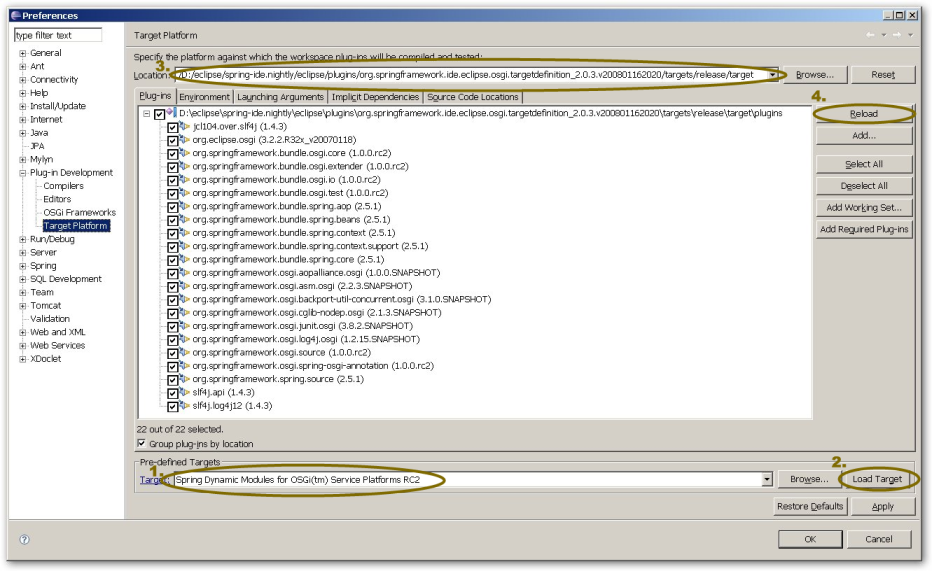 Preferences
type filter text
General
Ant
Connectivity
Help
Install/Update
Internet
Java
JPA
Mylyn
Plug-in Development
Compilers
Editors
OSGi Frameworks
Target Platform
Run/Debug
Server
Spring
SQL Development
Team
Tomcat
Validation
Web and XML
Web Services
XDoclet
Target Platform
Specify the platform against which the workspace plug-ins will be compiled and tested:
3.
Location: D:/eclipse/spring-ide.nightly/eclipse/plugins/org.springframework.ide.eclipse.osgi.targetdefinition_2.0.3.v200801162020/targets/release/target Browse... Reset
Plug-ins Environment Launching Arguments Implicit Dependencies Source Code Locations
4.
D:\eclipse\spring-ide.nightly\eclipse\plugins\org.springframework.ide.eclipse.osgi.targetdefinition_2.0.3.v200801162020\targets\release\target\plugins
jcl104.over.slf4j (1.4.3)
org.eclipse.osgi (3.2.2.R32x_v20070118)
org.springframework.bundle.osgi.core (1.0.0.rc2)
org.springframework.bundle.osgi.extender (1.0.0.rc2)
org.springframework.bundle.osgi.io (1.0.0.rc2)
org.springframework.bundle.osgi.test (1.0.0.rc2)
org.springframework.bundle.spring.aop (2.5.1)
org.springframework.bundle.spring.beans (2.5.1)
org.springframework.bundle.spring.context (2.5.1)
org.springframework.bundle.spring.context.support (2.5.1)
org.springframework.bundle.spring.core (2.5.1)
org.springframework.osgi.aopalliance.osgi (1.0.0.SNAPSHOT)
org.springframework.osgi.asm.osgi (2.2.3.SNAPSHOT)
org.springframework.osgi.backport-util-concurrent.osgi (3.1.0.SNAPSHOT)
org.springframework.osgi.cglib-nodep.osgi (2.1.3.SNAPSHOT)
org.springframework.osgi.junit.osgi (3.8.2.SNAPSHOT)
org.springframework.osgi.log4j.osgi (1.2.15.SNAPSHOT)
org.springframework.osgi.source (1.0.0.rc2)
org.springframework.osgi.spring-osgi-annotation (1.0.0.rc2)
org.springframework.spring.source (2.5.1)
slf4j.api (1.4.3)
slf4j.log4j12 (1.4.3)
Reload
Add...
Select All
Deselect All
Add Working Set...
Add Required Plug-ins
22 out of 22 selected.
Group plug-ins by location
Pre-defined Targets
1.
2.
Target: Spring Dynamic Modules for OSGi(tm) Service Platforms RC2 Browse... Load Target
Restore Defaults Apply
OK Cancel